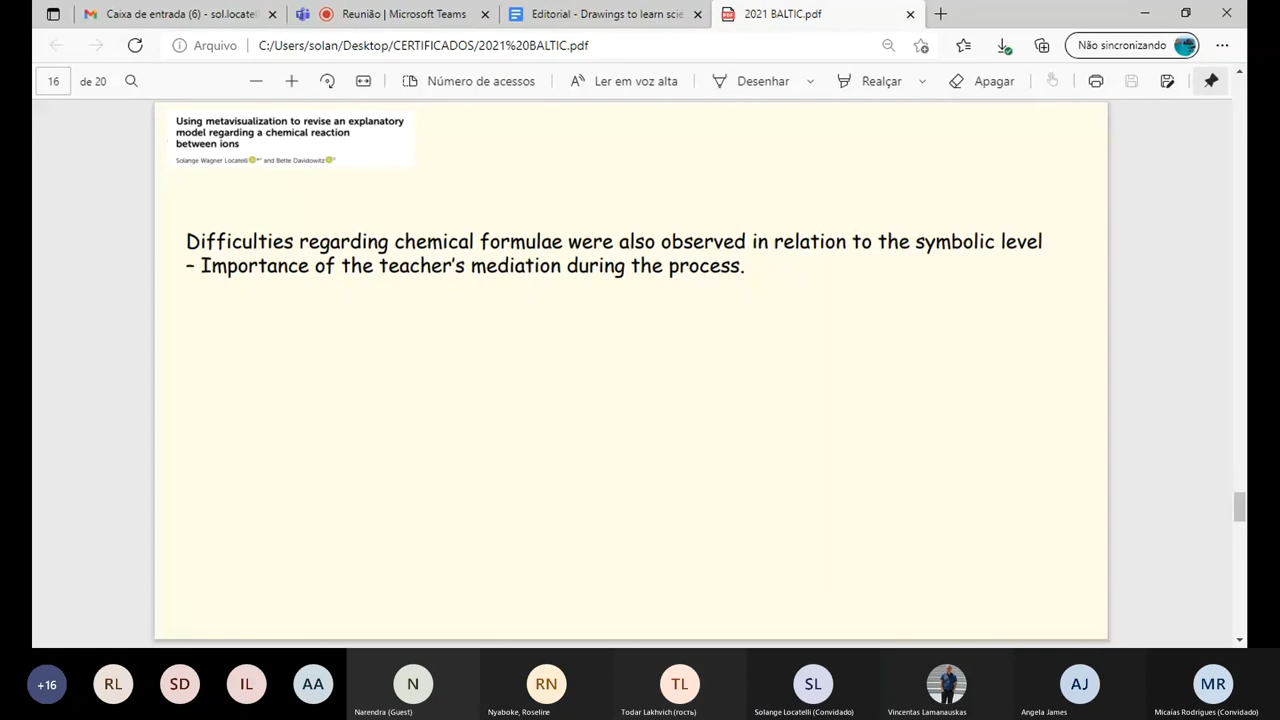 Caixa de entrada (6) - sol.locatel
Reunião | Microsoft Teams
Editorial - Drawings to learn scie
2021 BALTIC.pdf
Arquivo
C:/Users/solan/Desktop/CERTIFICADOS/2021%20BALTIC.pdf
Não sincronizando
16 de 20
Número de acessos
Ler em voz alta
Desenhar
Realçar
Apagar
Using metavisualization to revise an explanatory
model regarding a chemical reaction
between ions
Solange Wagner Locatelli and Bette Davidowitz
Difficulties regarding chemical formulae were also observed in relation to the symbolic level
– Importance of the teacher's mediation during the process.
+16
RL
SD
IL
AA
N
RN
TL
SL
AJ
MR
Narendra (Guest)
Nyaboke, Roseline
Todar Lakhvich (гость)
Solange Locatelli (Convidado)
Vincentas Lamanauskas
Angela James
Micaías Rodrigues (Convidado)